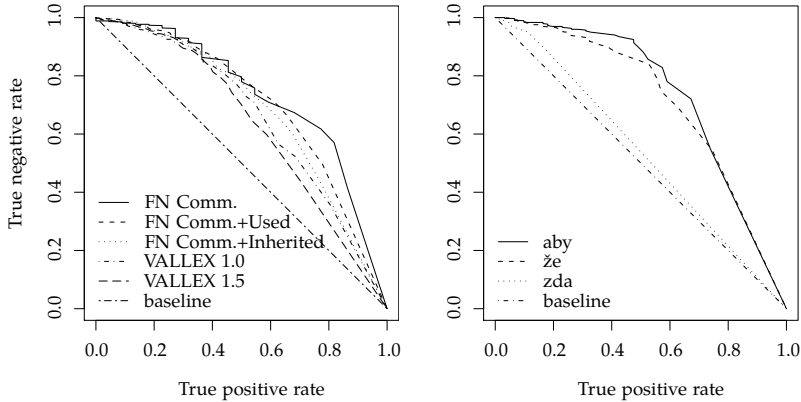 True negative rate
1.0
0.8
0.6
0.4
0.2
0.0
FN Comm.
FN Comm.+Used
FN Comm.+Inherited
VALLEX 1.0
VALLEX 1.5
baseline
0.0 0.2 0.4 0.6 0.8 1.0
True positive rate
1.0
0.8
0.6
0.4
0.2
0.0
aby
že
zda
baseline
0.0 0.2 0.4 0.6 0.8 1.0
True positive rate